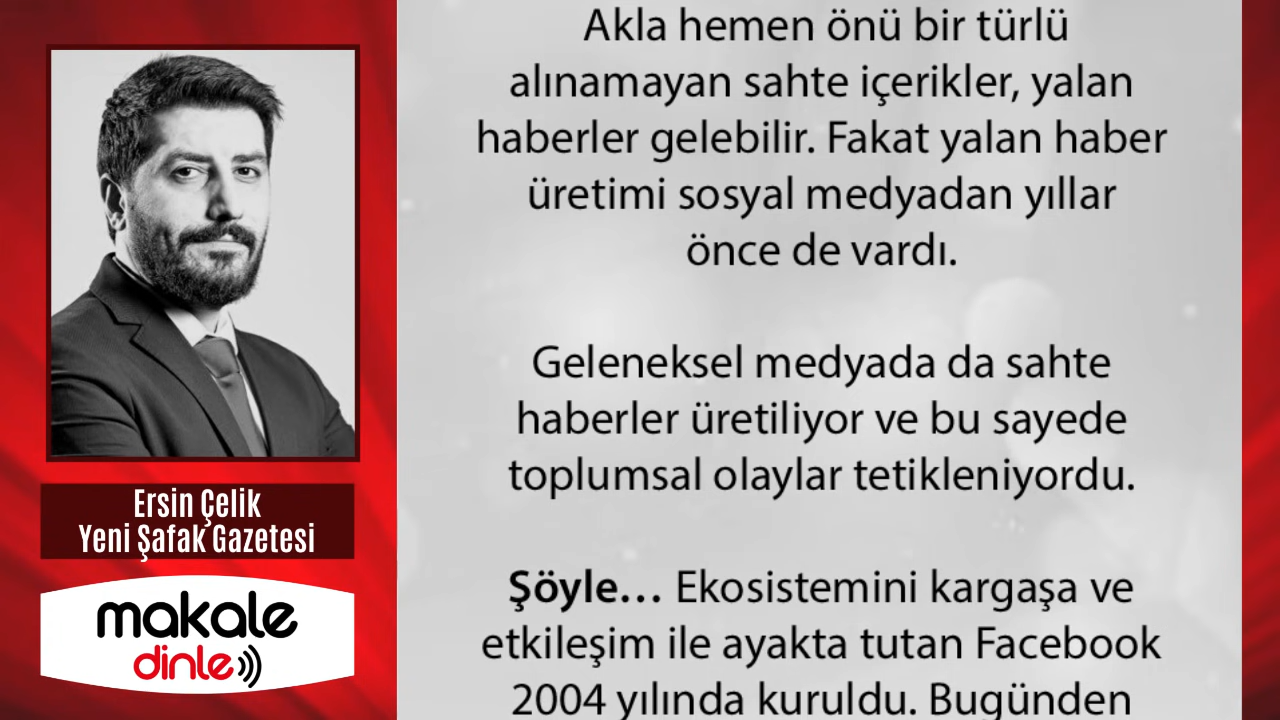 Akla hemen önü bir türlü
alınamayan sahte içerikler, yalan
haberler gelebilir. Fakat yalan haber
üretimi sosyal medyadan yıllar
önce de vardı.
Geleneksel medyada da sahte
haberler üretiliyor ve bu sayede
toplumsal olaylar tetikleniyordu.
Şöyle… Ekosistemini kargaşa ve
etkileşim ile ayakta tutan Facebook
2004 yılında kuruldu. Bugünden
Ersin Çelik
Yeni Şafak Gazetesi
makale
dinle